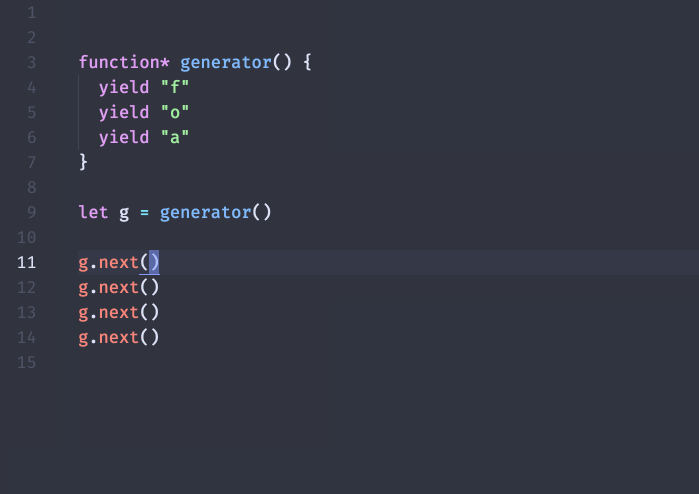 1
2
3 function* generator() {
4 yield "f"
5 yield "o"
6 yield "a"
7 }
8
9 let g = generator()
10
11 g.next()
12 g.next()
13 g.next()
14 g.next()
15